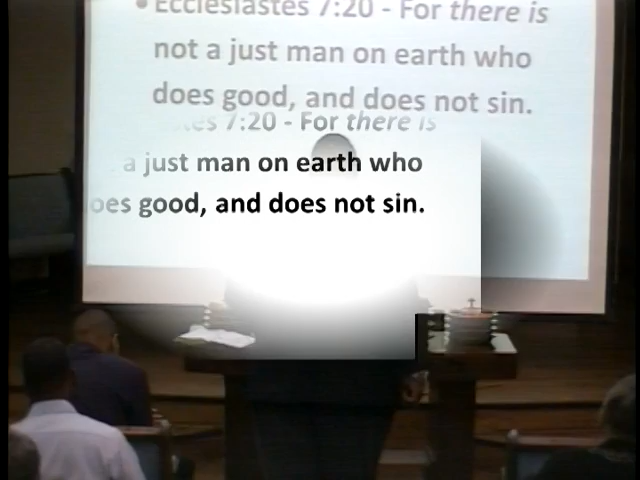 Ecclesiastes 7:20 - For there is
not a just man on earth who
does good, and does not sin.
7:20 - For there is
a just man on earth who
oes good, and does not sin.